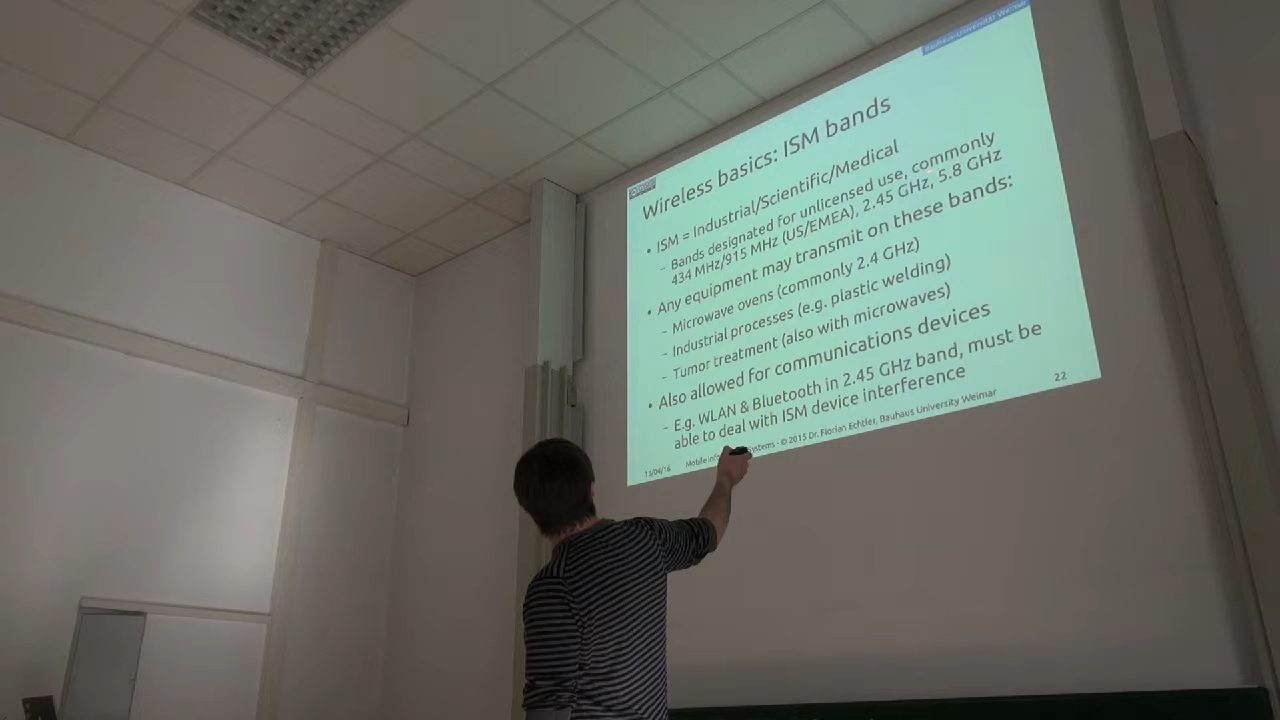 Bauhaus-Universität Weimar
Wireless basics: ISM bands
• ISM = Industrial/Scientific/Medical
– Bands designated for unlicensed use, commonly
434 MHz/915 MHz (US/EMEA), 2.45 GHz, 5.8 GHz
• Any equipment may transmit on these bands:
– Microwave ovens (commonly 2.4 GHz)
– Industrial processes (e.g. plastic welding)
– Tumor treatment (also with microwaves)
• Also allowed for communications devices
– E.g. WLAN & Bluetooth in 2.45 GHz band, must be
able to deal with ISM device interference
Mobile Systems - © 2015 Dr. Florian Echtler, Bauhaus University Weimar
22